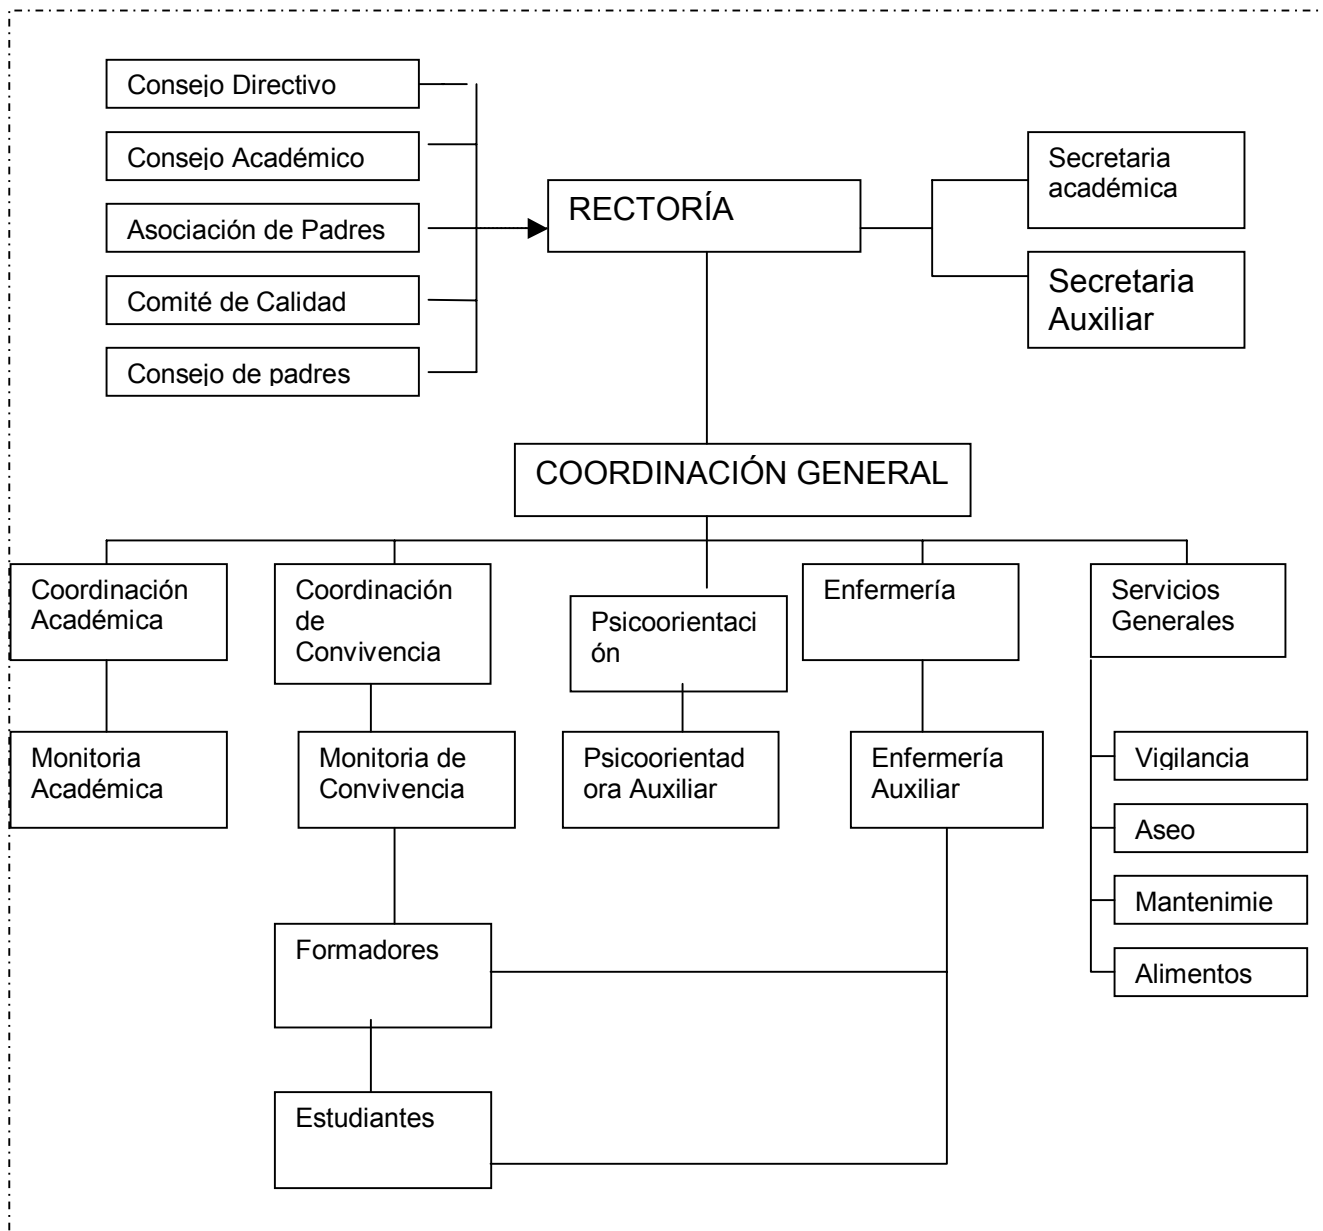 Consejo Directivo
Consejo Académico
Asociación de Padres
Comité de Calidad
Consejo de padres
RECTORÍA
Secretaria
académica
Secretaria
Auxiliar
COORDINACIÓN GENERAL
Coordinación
Académica
Coordinación
de
Convivencia
Psicoorientaci
ón
Enfermería
Servicios
Generales
Monitoria
Académica
Monitoria de
Convivencia
Psicoorientad
ora Auxiliar
Enfermería
Auxiliar
Vigilancia
Aseo
Mantenimie
Alimentos
Formadores
Estudiantes